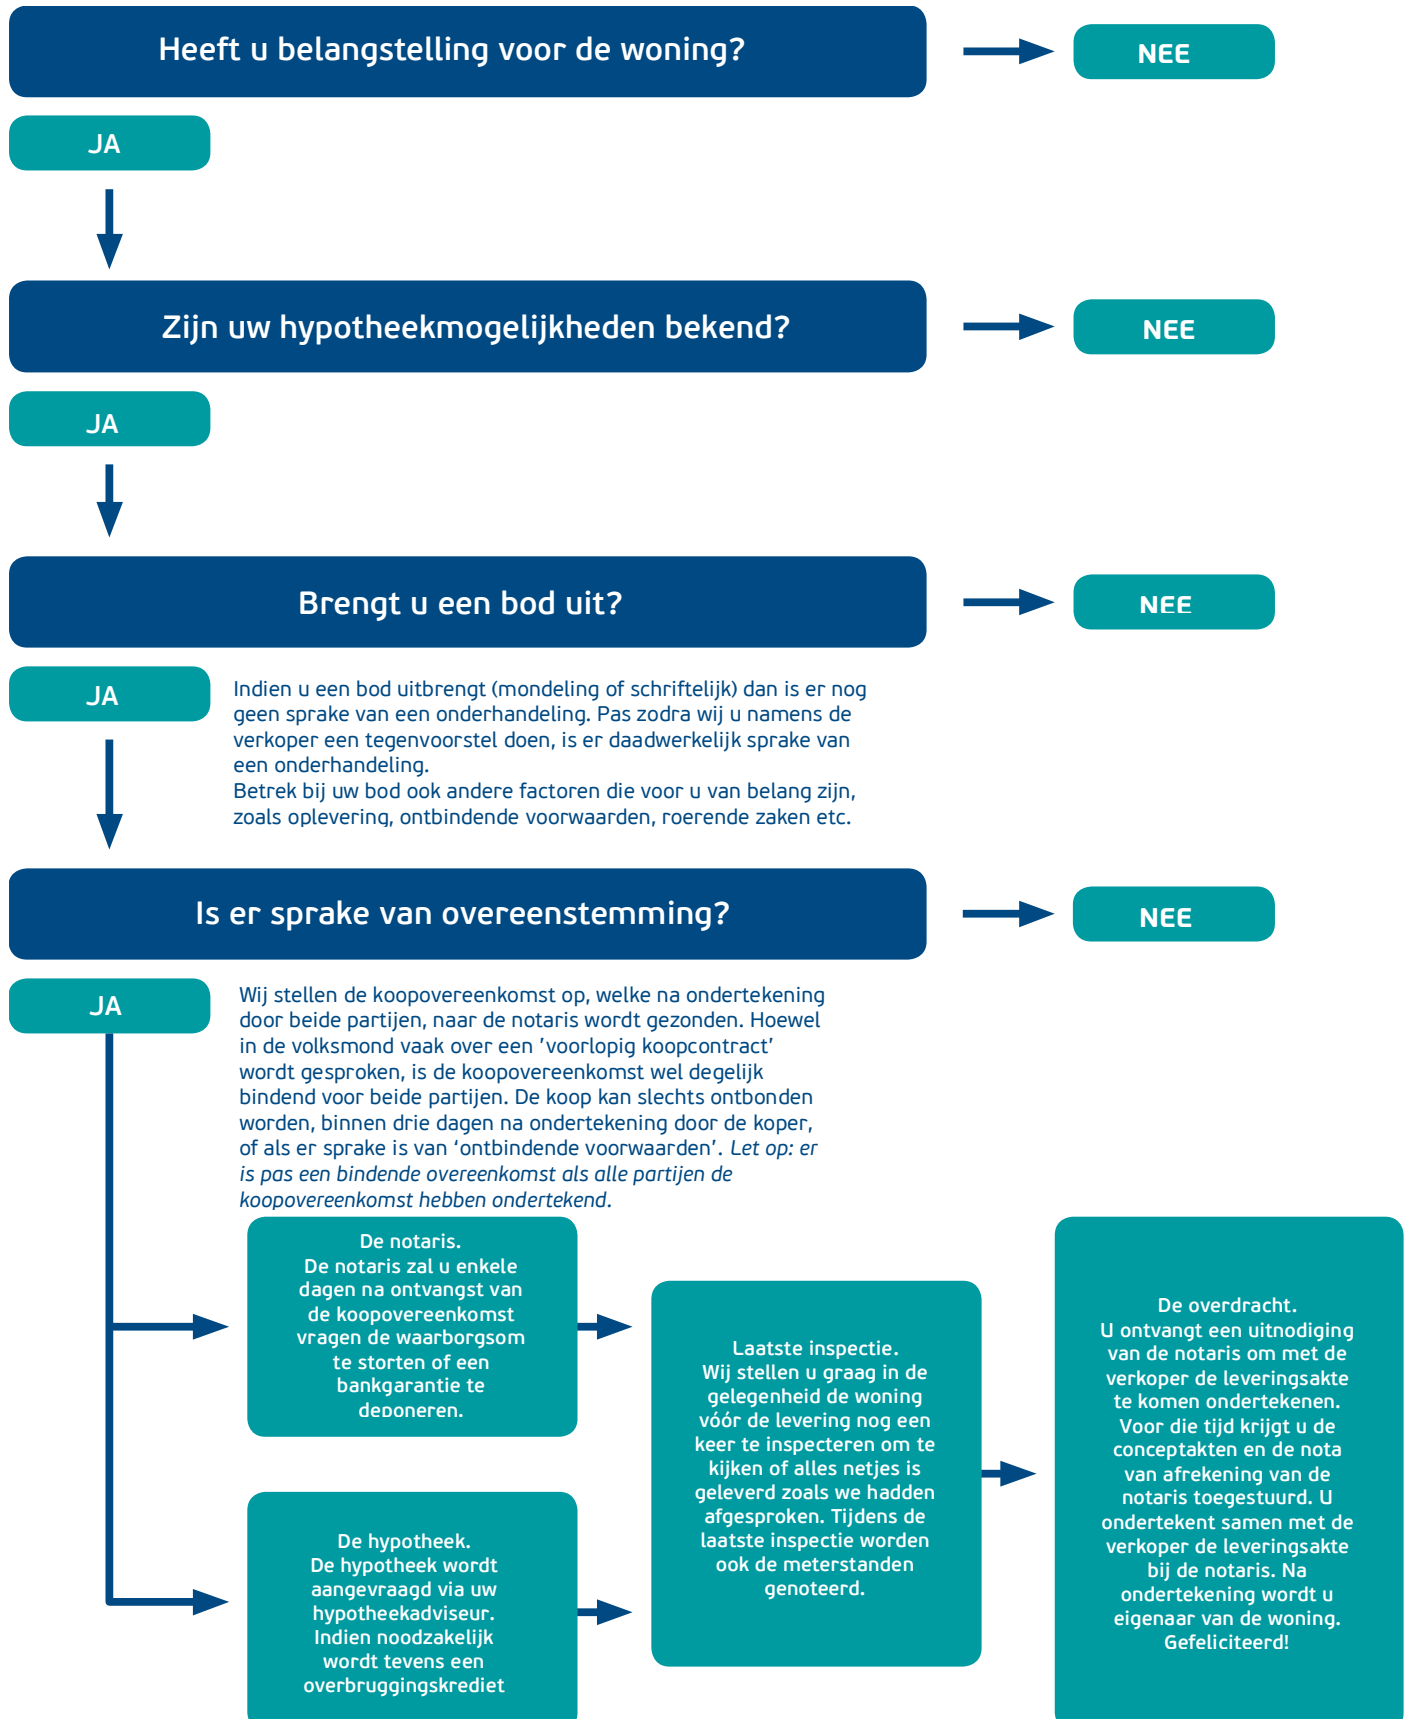 Heeft u belangstelling voor de woning?
NEE
JA
Zijn uw hypotheekmogelijkheden bekend?
NEE
JA
Brengt u een bod uit?
NEE
JA
Indien u een bod uitbrengt (mondeling of schriftelijk) dan is er nog
geen sprake van een onderhandeling. Pas zodra wij u namens de
verkoper een tegenvoorstel doen, is er daadwerkelijk sprake van
een onderhandeling.
Betrek bij uw bod ook andere factoren die voor u van belang zijn,
zoals oplevering, ontbindende voorwaarden, roerende zaken etc.
Is er sprake van overeenstemming?
NEE
JA
Wij stellen de koopovereenkomst op, welke na ondertekening
door beide partijen, naar de notaris wordt gezonden. Hoewel
in de volksmond vaak over een ’voorlopig koopcontract’
wordt gesproken, is de koopovereenkomst wel degelijk
bindend voor beide partijen. De koop kan slechts ontbonden
worden, binnen drie dagen na ondertekening door de koper,
of als er sprake is van ‘ontbindende voorwaarden’. Let op: er
is pas een bindende overeenkomst als alle partijen de
koopovereenkomst hebben ondertekend.
De notaris.
De notaris zal u enkele
dagen na ontvangst van
de koopovereenkomst
vragen de waarborgsom
te storten of een
bankgarantie te
deponeren.
De hypotheek.
De hypotheek wordt
aangevraagd via uw
hypotheekadviseur.
Indien noodzakelijk
wordt tevens een
overbruggingskrediet
Laatste inspectie.
Wij stellen u graag in de
gelegenheid de woning
vóór de levering nog een
keer te inspecteren om te
kijken of alles netjes is
geleverd zoals we hadden
afgesproken. Tijdens de
laatste inspectie worden
ook de meterstanden
genoteerd.
De overdracht.
U ontvangt een uitnodiging
van de notaris om met de
verkoper de leveringsakte
te komen ondertekenen.
Voor die tijd krijgt u de
conceptakten en de nota
van afrekening van de
notaris toegestuurd. U
ondertekent samen met de
verkoper de leveringsakte
bij de notaris. Na
ondertekening wordt u
eigenaar van de woning.
Gefeliciteerd!